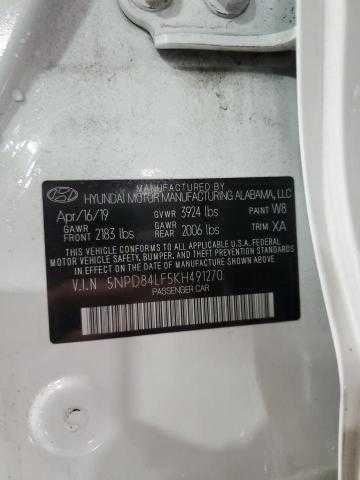 MANUFACTURED BY
HYUNDAI MOTOR MANUFACTURING ALABAMA, LLC
Apr/16/19 GVWR 3924 lbs PAINT W8
GAWR FRONT 2183 lbs GAWR REAR 2006 lbs TRIM XA
THIS VEHICLE CONFORMS TO ALL APPLICABLE U.S. FEDERAL
MOTOR VEHICLE SAFETY, BUMPER, AND THEFT PREVENTION
STANDARDS IN EFFECT ON THE DATE OF MANUFACTURE SHOWN ABOVE.
V.I.N 5NPD84LF5KH491270
PASSENGER CAR